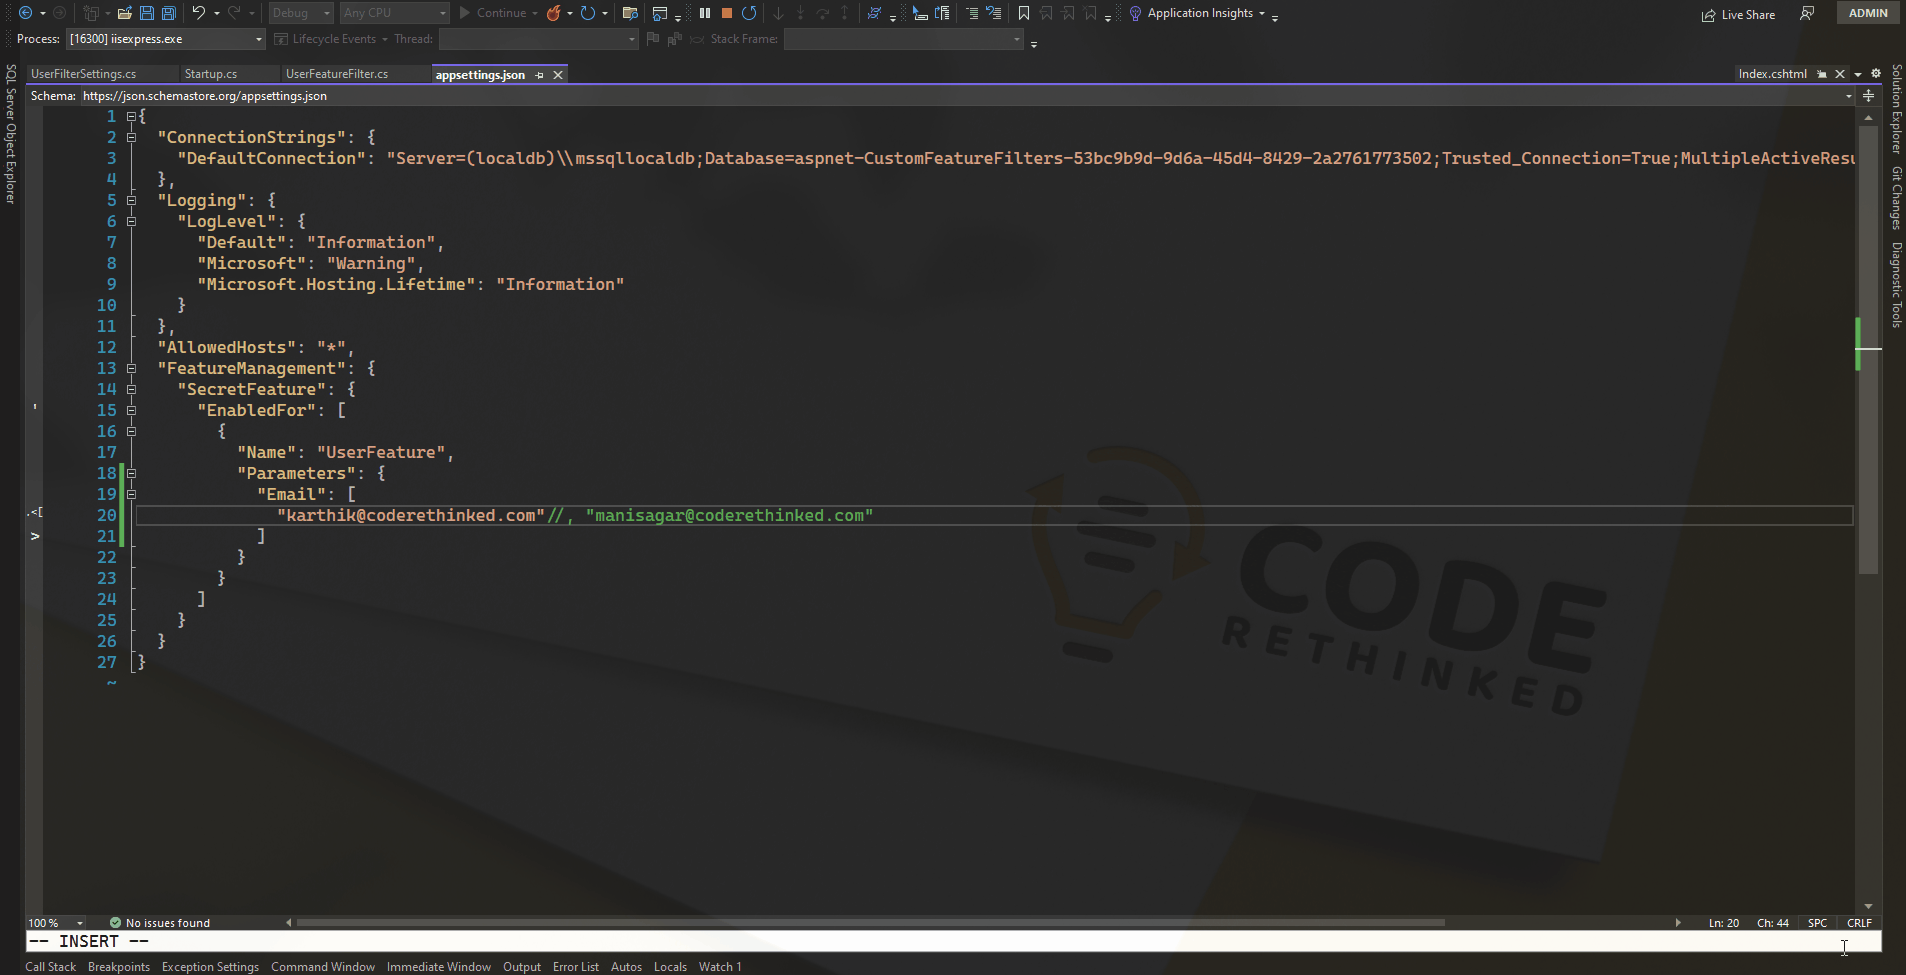 Debug Any CPU Continue Application Insights Live Share ADMIN
Process: [16300] iisexpress.exe Lifecycle Events Thread: Stack Frame:
UserFilterSettings.cs Startup.cs UserFeatureFilter.cs appsettings.json Index.cshtml
Schema: https://json.schemastore.org/appsettings.json
SQL Server Object Explorer
Solution Explorer
Git Changes
Diagnostic Tools
1 {
2 "ConnectionStrings": {
3 "DefaultConnection": "Server=(localdb)\\mssqllocaldb;Database=aspnet-CustomFeatureFilters-53bc9b9d-9d6a-45d4-8429-2a2761773502;Trusted_Connection=True;MultipleActiveResu
4 },
5 "Logging": {
6 "LogLevel": {
7 "Default": "Information",
8 "Microsoft": "Warning",
9 "Microsoft.Hosting.Lifetime": "Information"
10 }
11 },
12 "AllowedHosts": "*",
13 "FeatureManagement": {
14 "SecretFeature": {
15 "EnabledFor": [
16 {
17 "Name": "UserFeature",
18 "Parameters": {
19 "Email": [
20 "karthik@coderethinked.com"//, "manisagar@coderethinked.com"
21 ]
22 }
23 }
24 ]
25 }
26 }
27 }
~
'
.<[
>
CODE
RETHINKED
100 % No issues found Ln: 20 Ch: 44 SPC CRLF
-- INSERT --
Call Stack Breakpoints Exception Settings Command Window Immediate Window Output Error List Autos Locals Watch 1